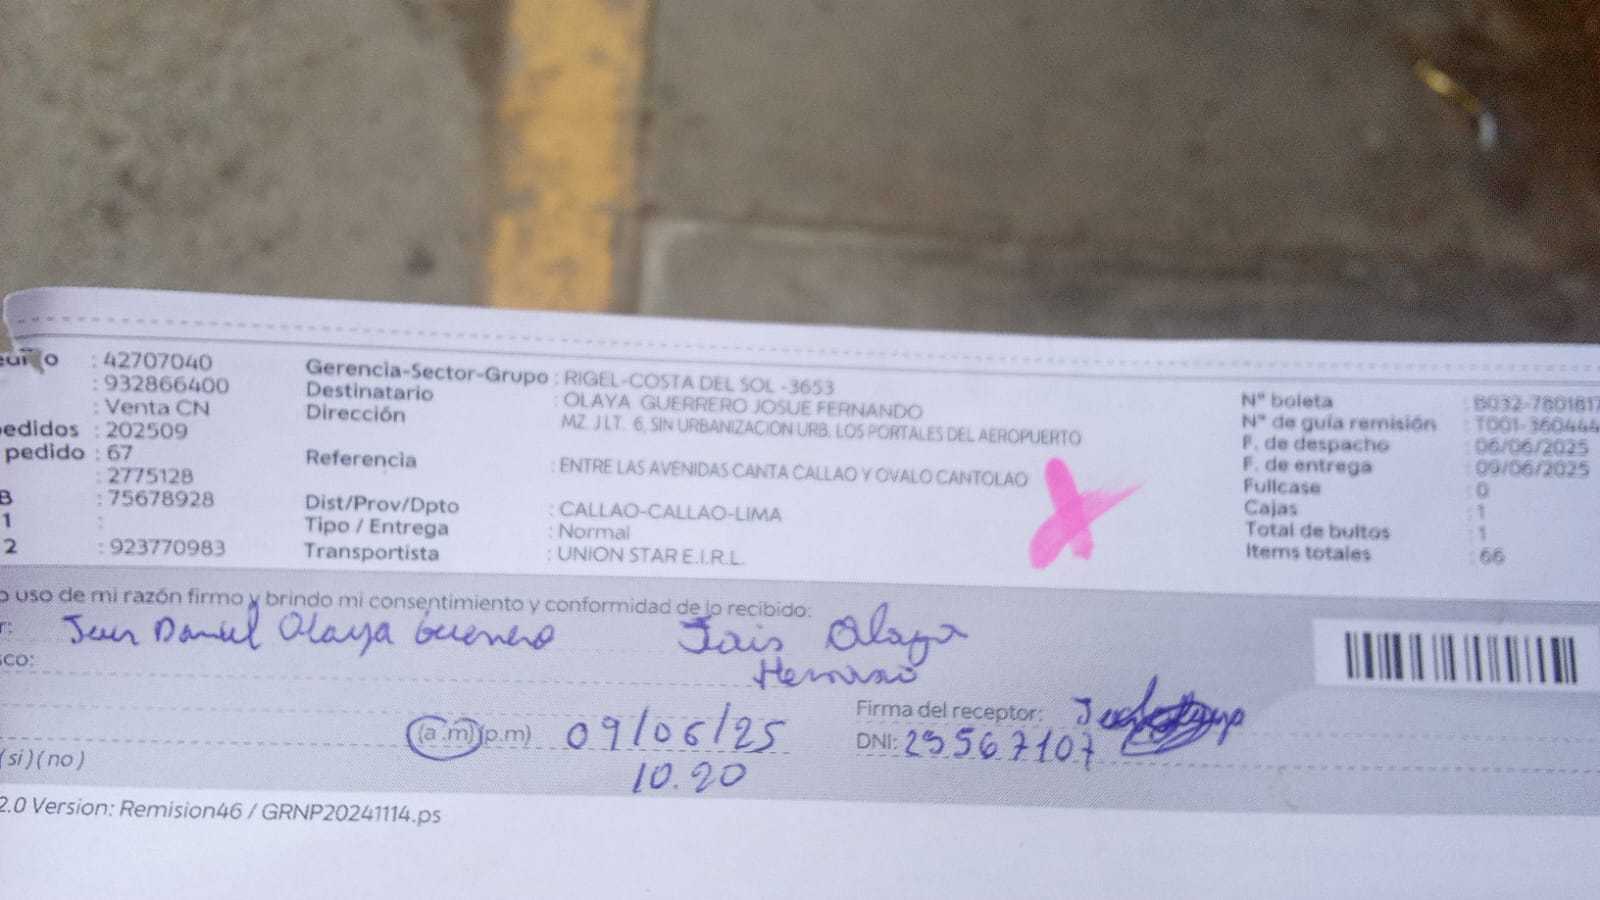 : 42707040 Gerencia-Sector-Grupo : RIGEL-COSTA DEL SOL -3653
: 932866400 Destinatario : OLAYA GUERRERO JOSUE FERNANDO
: Venta CN Dirección MZ. J LT. 6, SIN URBANIZACION URB. LOS PORTALES DEL AEROPUERTO
edidos : 202509
pedido : 67 Referencia : ENTRE LAS AVENIDAS CANTA CALLAO Y OVALO CANTOLAO
: 2775128
B : 75678928 Dist/Prov/Dpto : CALLAO-CALLAO-LIMA
1 : Tipo / Entrega : Normal
2 : 923770983 Transportista : UNION STAR E.I.R.L.
N° boleta : B032-7801817
N° de guía remisión : T001-360444
F. de despacho : 06/06/2025
F. de entrega : 09/06/2025
Fullcase : 0
Cajas : 1
Total de bultos : 1
Items totales : 66
o uso de mi razón firmo y brindo mi consentimiento y conformidad de lo recibido:
r: Daniel Olaya Guerrero Olaya
sco: Hermano
(a.m)(p.m) 09/06/25
10.20
Firma del receptor:
DNI: 25567107
(si)(no)
2.0 Version: Remision46 / GRNP20241114.ps